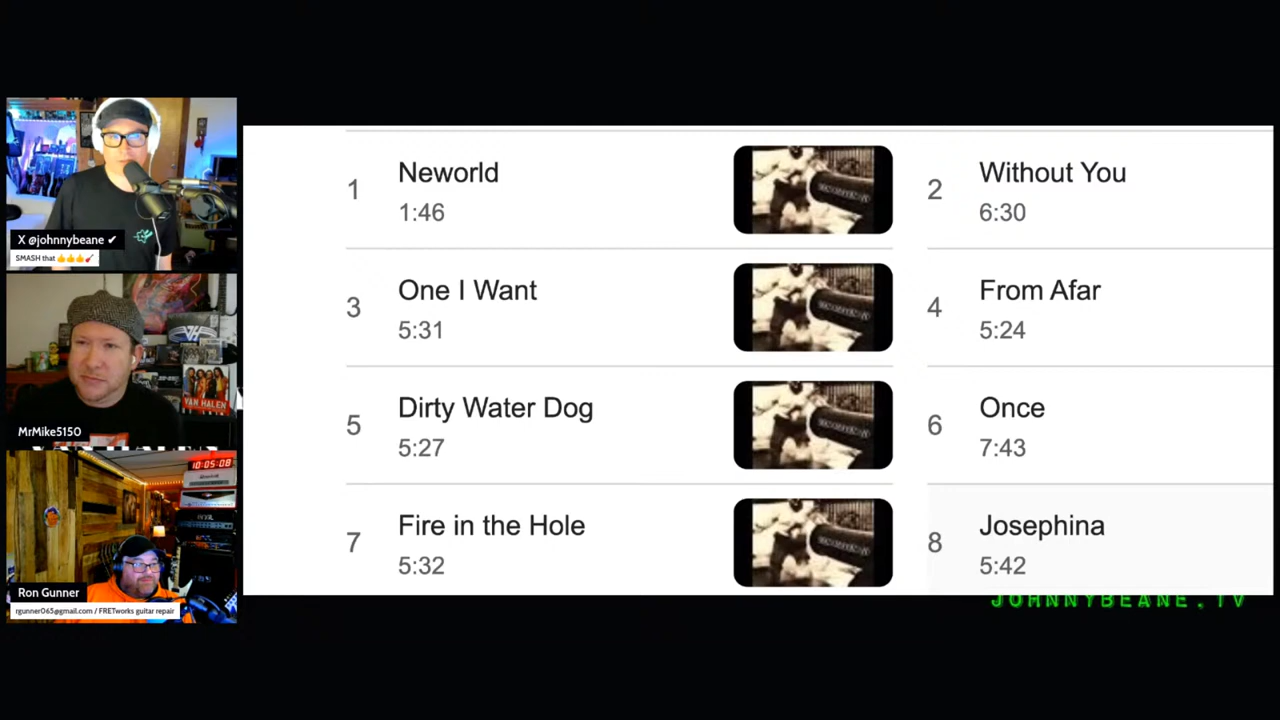 X @johnnybeane ✔
SMASH that 👍👍👍🎸
VAN HALEN
MrMike5150
10:05:08
Ron Gunner
rgunner065@gmail.com / FRETworks guitar repair
1
Neworld
1:46
2
Without You
6:30
3
One I Want
5:31
4
From Afar
5:24
5
Dirty Water Dog
5:27
6
Once
7:43
7
Fire in the Hole
5:32
8
Josephina
5:42
JOHNNYBEANE.TV